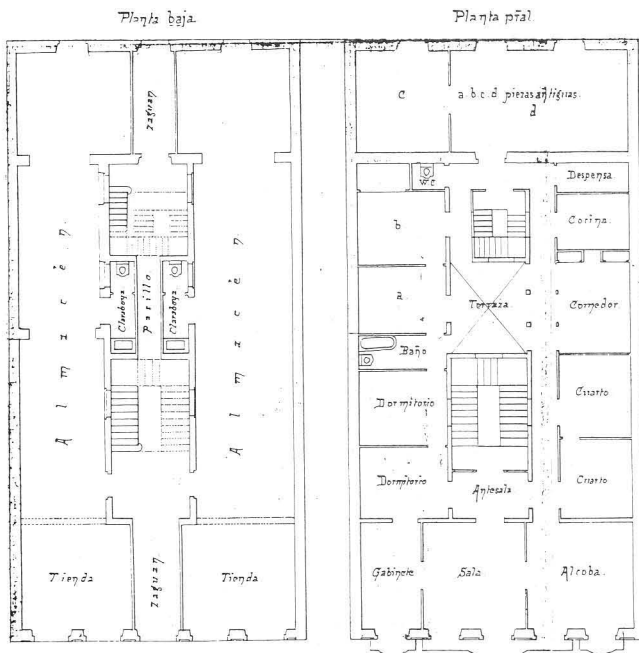 Planta baja
Zaguan
Almacén
Almacén
Claraboya
Patillo
Claraboya
Tienda
Zaguan
Tienda
Planta pral.
c
a.b.c.d piezas antiguas.
d
W.C
Despensa
b
Cocina.
a.
Terraza
Comedor.
Baño
Dormitorio
Cuarto
Dormitorio
Antesala
Cuarto
Gabinete
Sala
Alcoba.